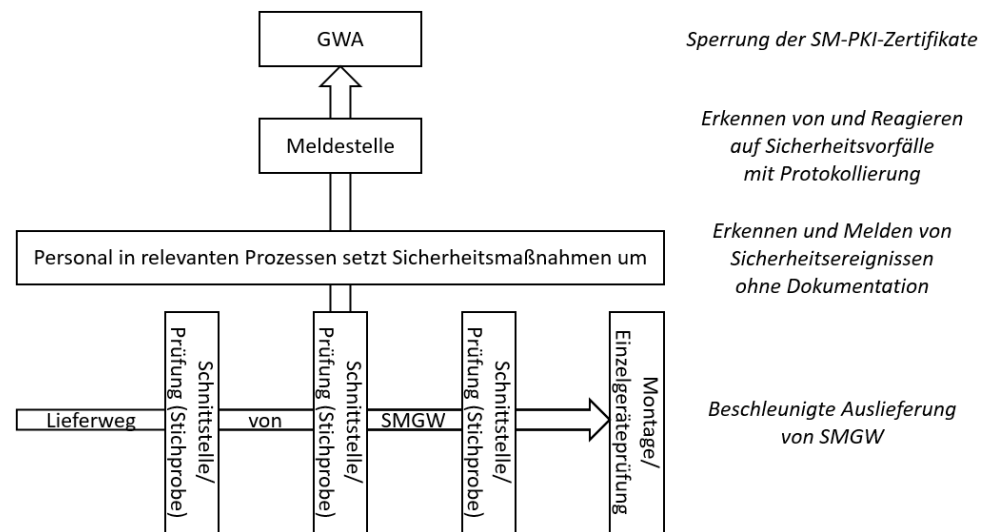 GWA
Sperrung der SM-PKI-Zertifikate
Meldestelle
Erkennen von und Reagieren
auf Sicherheitsvorfälle
mit Protokollierung
Personal in relevanten Prozessen setzt Sicherheitsmaßnahmen um
Erkennen und Melden von
Sicherheitsereignissen
ohne Dokumentation
Lieferweg
Schnittstelle/
Prüfung (Stichprobe)
von
Schnittstelle/
Prüfung (Stichprobe)
SMGW
Schnittstelle/
Prüfung (Stichprobe)
Montage/
Einzelgeräteprüfung
Beschleunigte Auslieferung
von SMGW